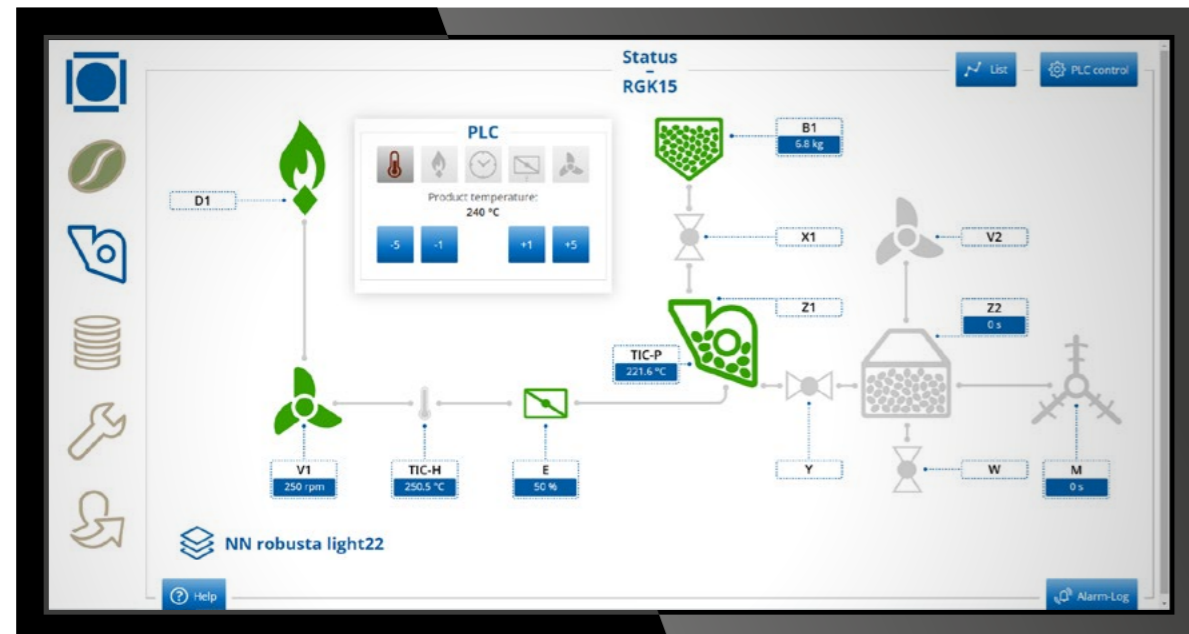 Status
–
RGK15
List
PLC control
PLC
Product temperature:
240 °C
-5
-1
+1
+5
D1
B1
6.8 kg
X1
V2
Z1
Z2
0 s
TIC-P
221.6 °C
V1
250 rpm
TIC-H
250.5 °C
E
50 %
Y
W
M
0 s
NN robusta light22
Help
Alarm-Log